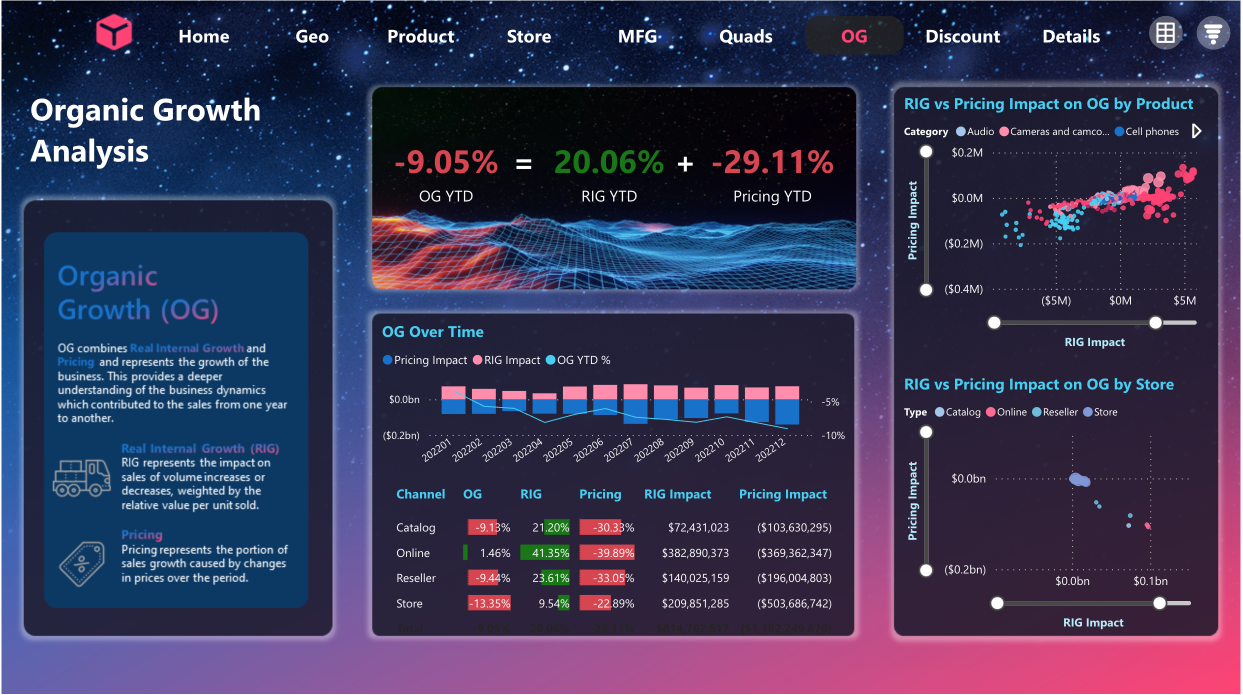 Home Geo Product Store MFG Quads OG Discount Details
Organic Growth
Analysis
Organic
Growth (OG)
OG combines Real Internal Growth and
Pricing and represents the growth of the
business. This provides a deeper
understanding of the business dynamics
which contributed to the sales from one year
to another.
Real Internal Growth (RIG)
RIG represents the impact on
sales of volume increases or
decreases, weighted by the
relative value per unit sold.
Pricing
Pricing represents the portion of
sales growth caused by changes
in prices over the period.
-9.05% = 20.06% + -29.11%
OG YTD RIG YTD Pricing YTD
OG Over Time
Pricing Impact RIG Impact OG YTD %
$0.0bn -5%
($0.2bn) -10%
202201 202202 202203 202204 202205 202206 202207 202208 202209 202210 202211 202212
Channel OG RIG Pricing RIG Impact Pricing Impact
Catalog -9.13% 21.20% -30.33% $72,431,023 ($103,630,295)
Online 1.46% 41.35% -39.89% $382,890,373 ($369,362,347)
Reseller -9.44% 23.61% -33.05% $140,025,159 ($196,004,803)
Store -13.35% 9.54% -22.89% $209,851,285 ($503,686,742)
RIG vs Pricing Impact on OG by Product
Category Audio Cameras and camco... Cell phones
Pricing Impact
$0.2M
$0.0M
($0.2M)
($0.4M)
($5M) $0M $5M
RIG Impact
RIG vs Pricing Impact on OG by Store
Type Catalog Online Reseller Store
Pricing Impact
$0.0bn
($0.2bn)
$0.0bn $0.1bn
RIG Impact